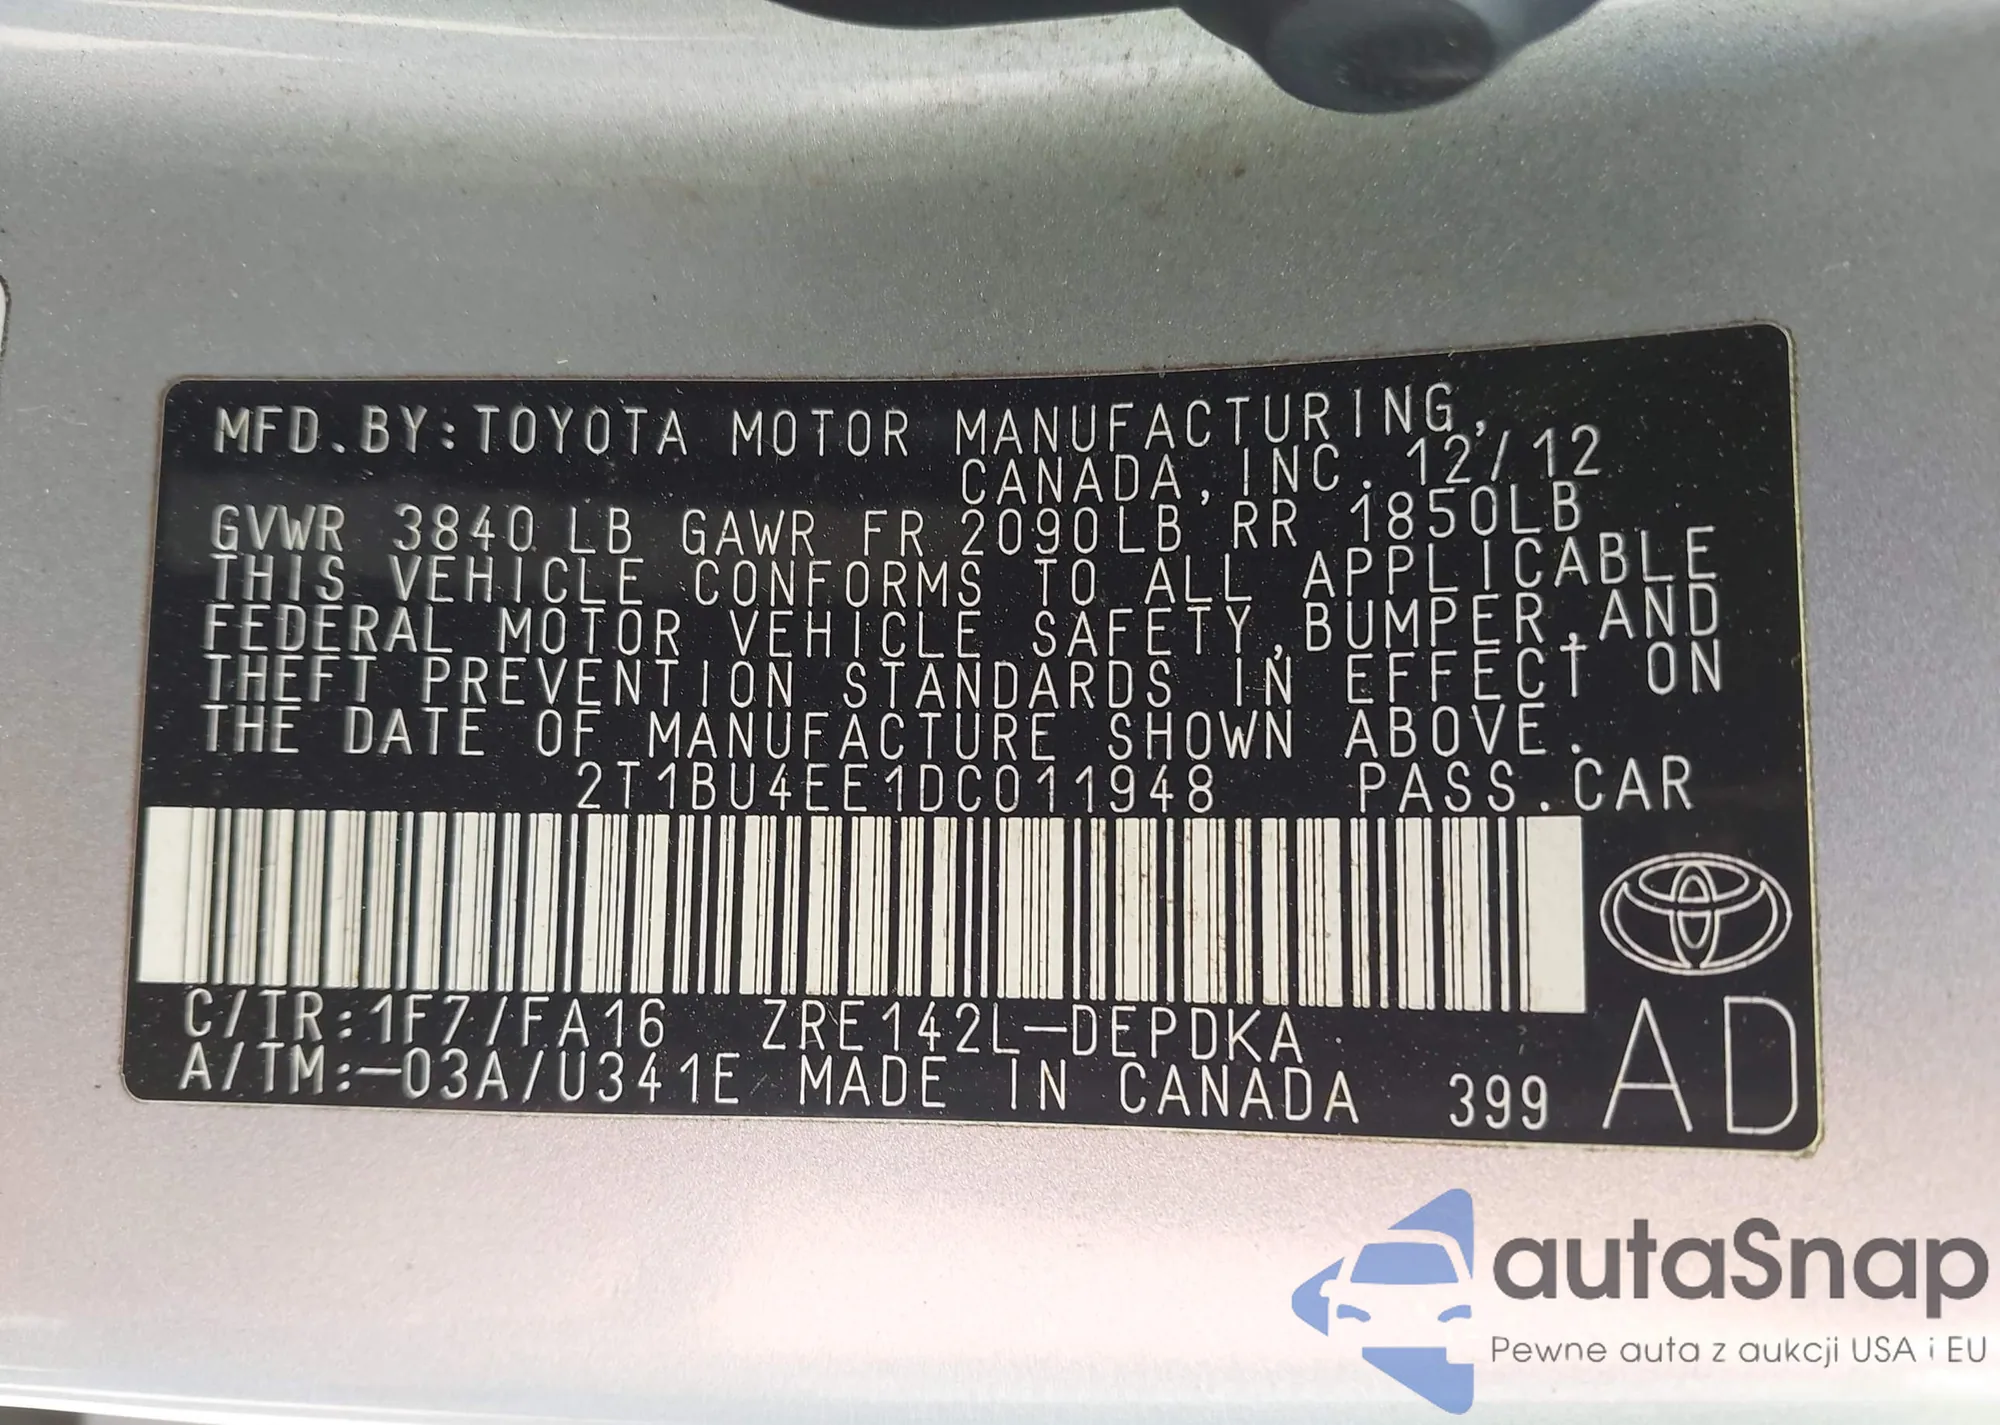 MFD.BY:TOYOTA MOTOR MANUFACTURING,
CANADA,INC. 12/12
GVWR 3840 LB GAWR FR 2090LB RR 1850LB
THIS VEHICLE CONFORMS TO ALL APPLICABLE
FEDERAL MOTOR VEHICLE SAFETY,BUMPER,AND
THEFT PREVENTION STANDARDS IN EFFECT ON
THE DATE OF MANUFACTURE SHOWN ABOVE.
2T1BU4EE1DC011948 PASS.CAR
C/TR:1F7/FA16 ZRE142L-DEPDKA
A/TM:-03A/U341E MADE IN CANADA 399 AD
autaSnap
Pewne auta z aukcji USA i EU